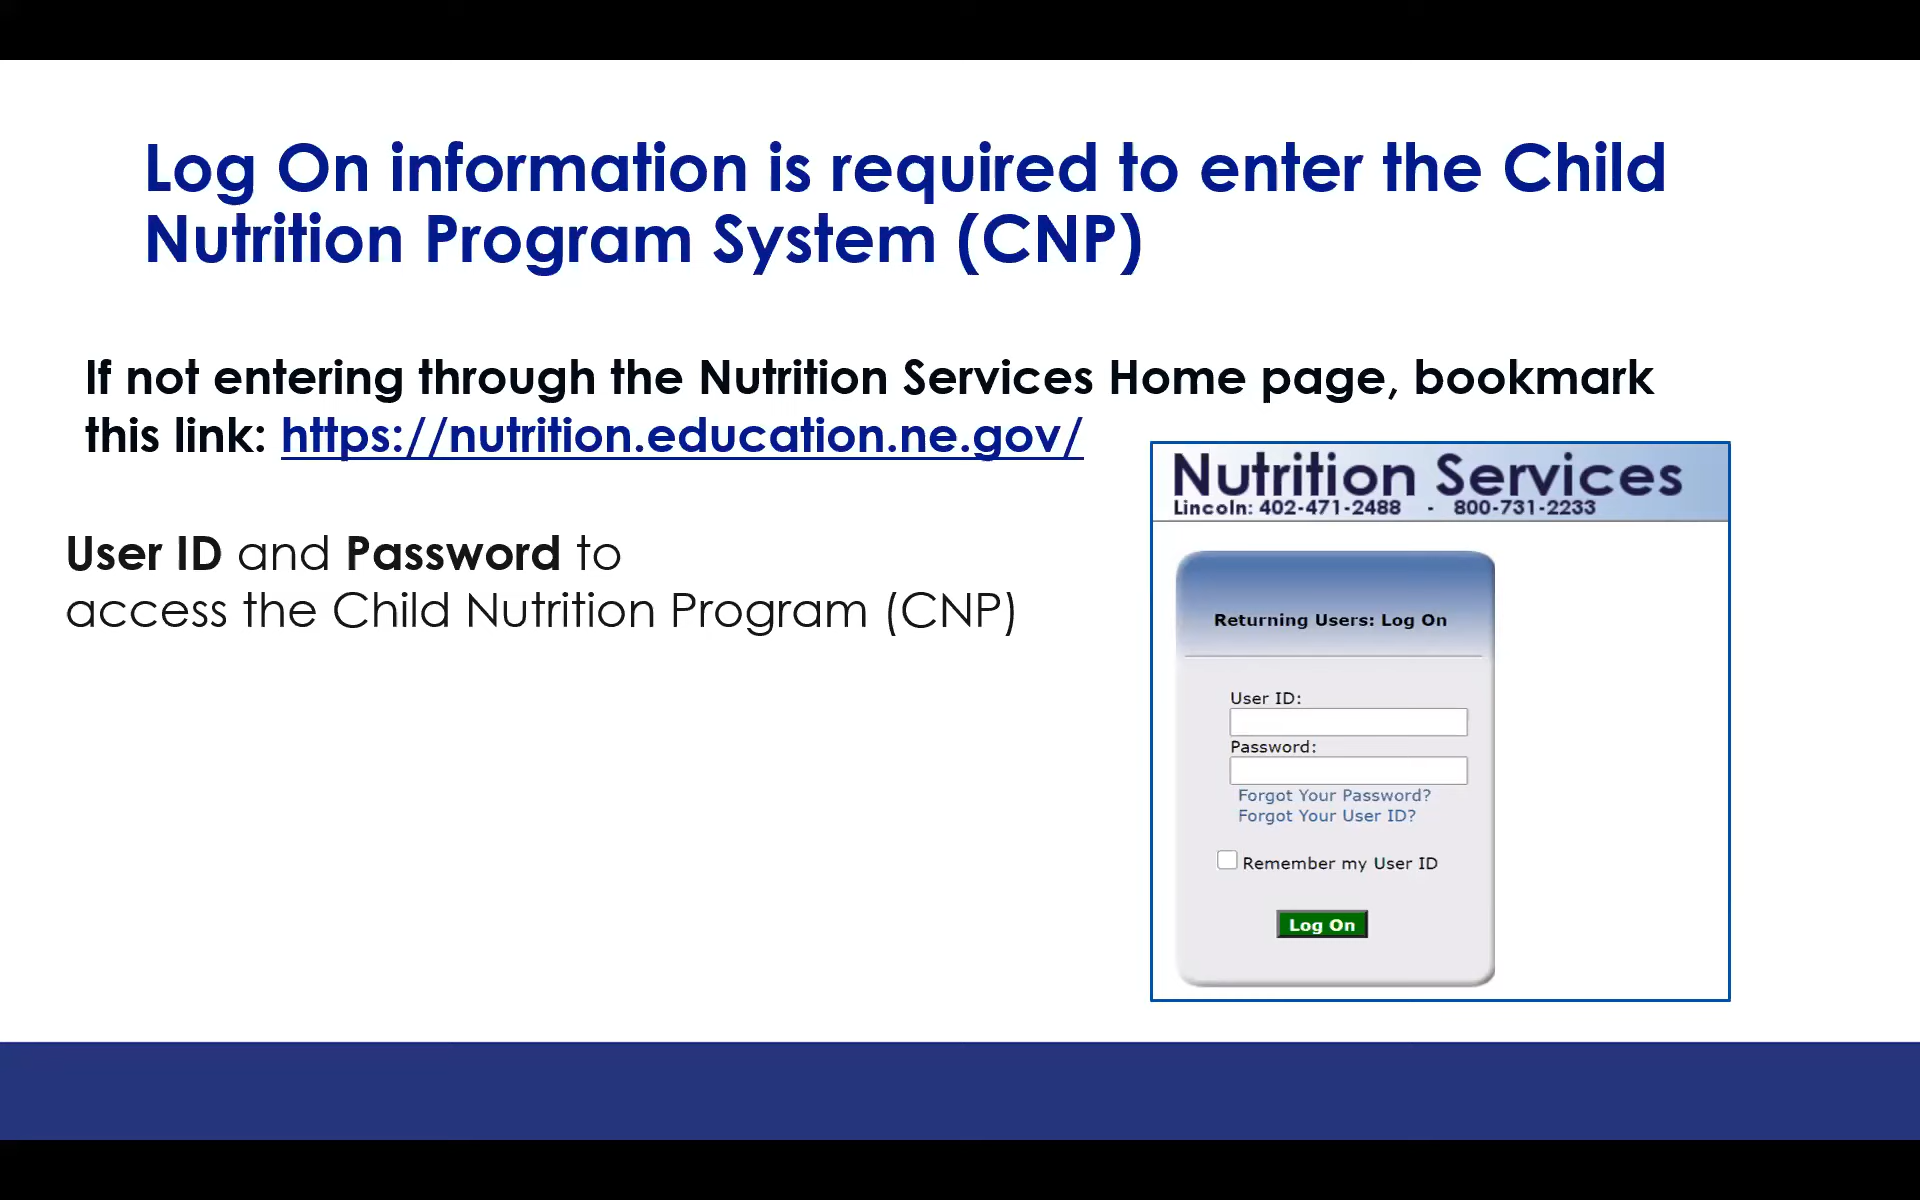 Log On information is required to enter the Child
Nutrition Program System (CNP)
If not entering through the Nutrition Services Home page, bookmark
this link: https://nutrition.education.ne.gov/
User ID and Password to
access the Child Nutrition Program (CNP)
Nutrition Services
Lincoln: 402-471-2488 - 800-731-2233
Returning Users: Log On
User ID:
Password:
Forgot Your Password?
Forgot Your User ID?
Remember my User ID
Log On